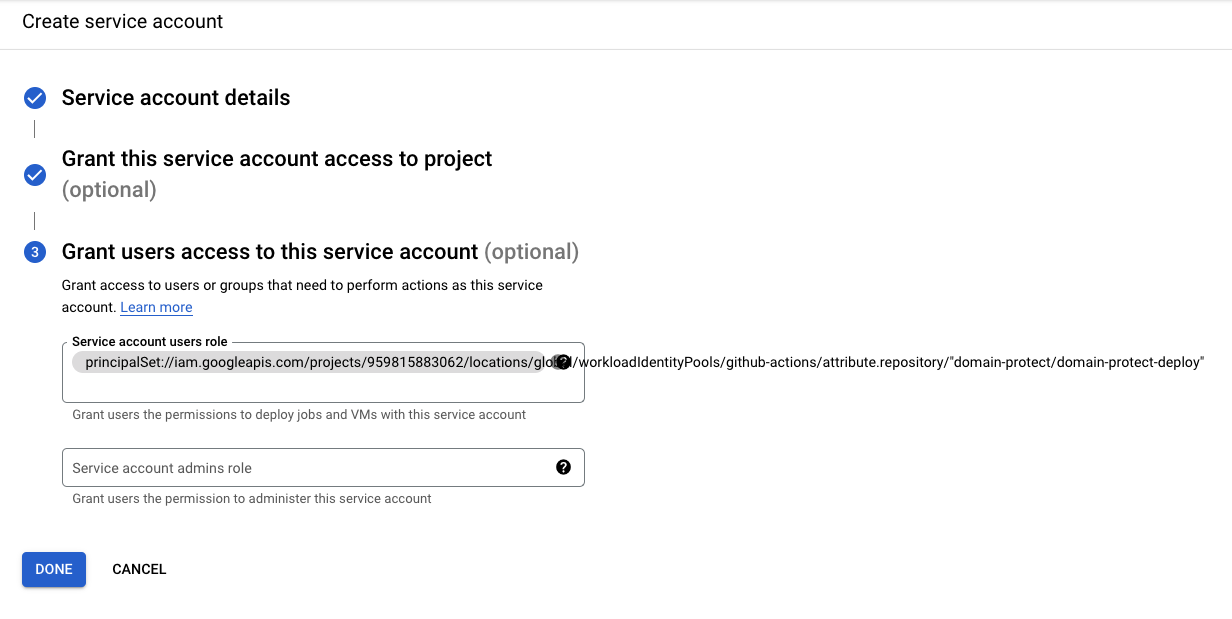 Create service account
Service account details
Grant this service account access to project
(optional)
3
Grant users access to this service account (optional)
Grant access to users or groups that need to perform actions as this service
account. Learn more
Service account users role
principalSet://iam.googleapis.com/projects/959815883062/locations/global/workloadIdentityPools/github-actions/attribute.repository/"domain-protect/domain-protect-deploy"
Grant users the permissions to deploy jobs and VMs with this service account
Service account admins role
Grant users the permission to administer this service account
DONE CANCEL